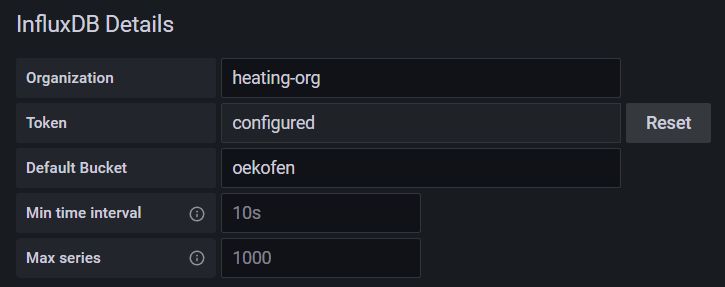 InfluxDB Details
Organization heating-org
Token configured Reset
Default Bucket oekofen
Min time interval 10s
Max series 1000